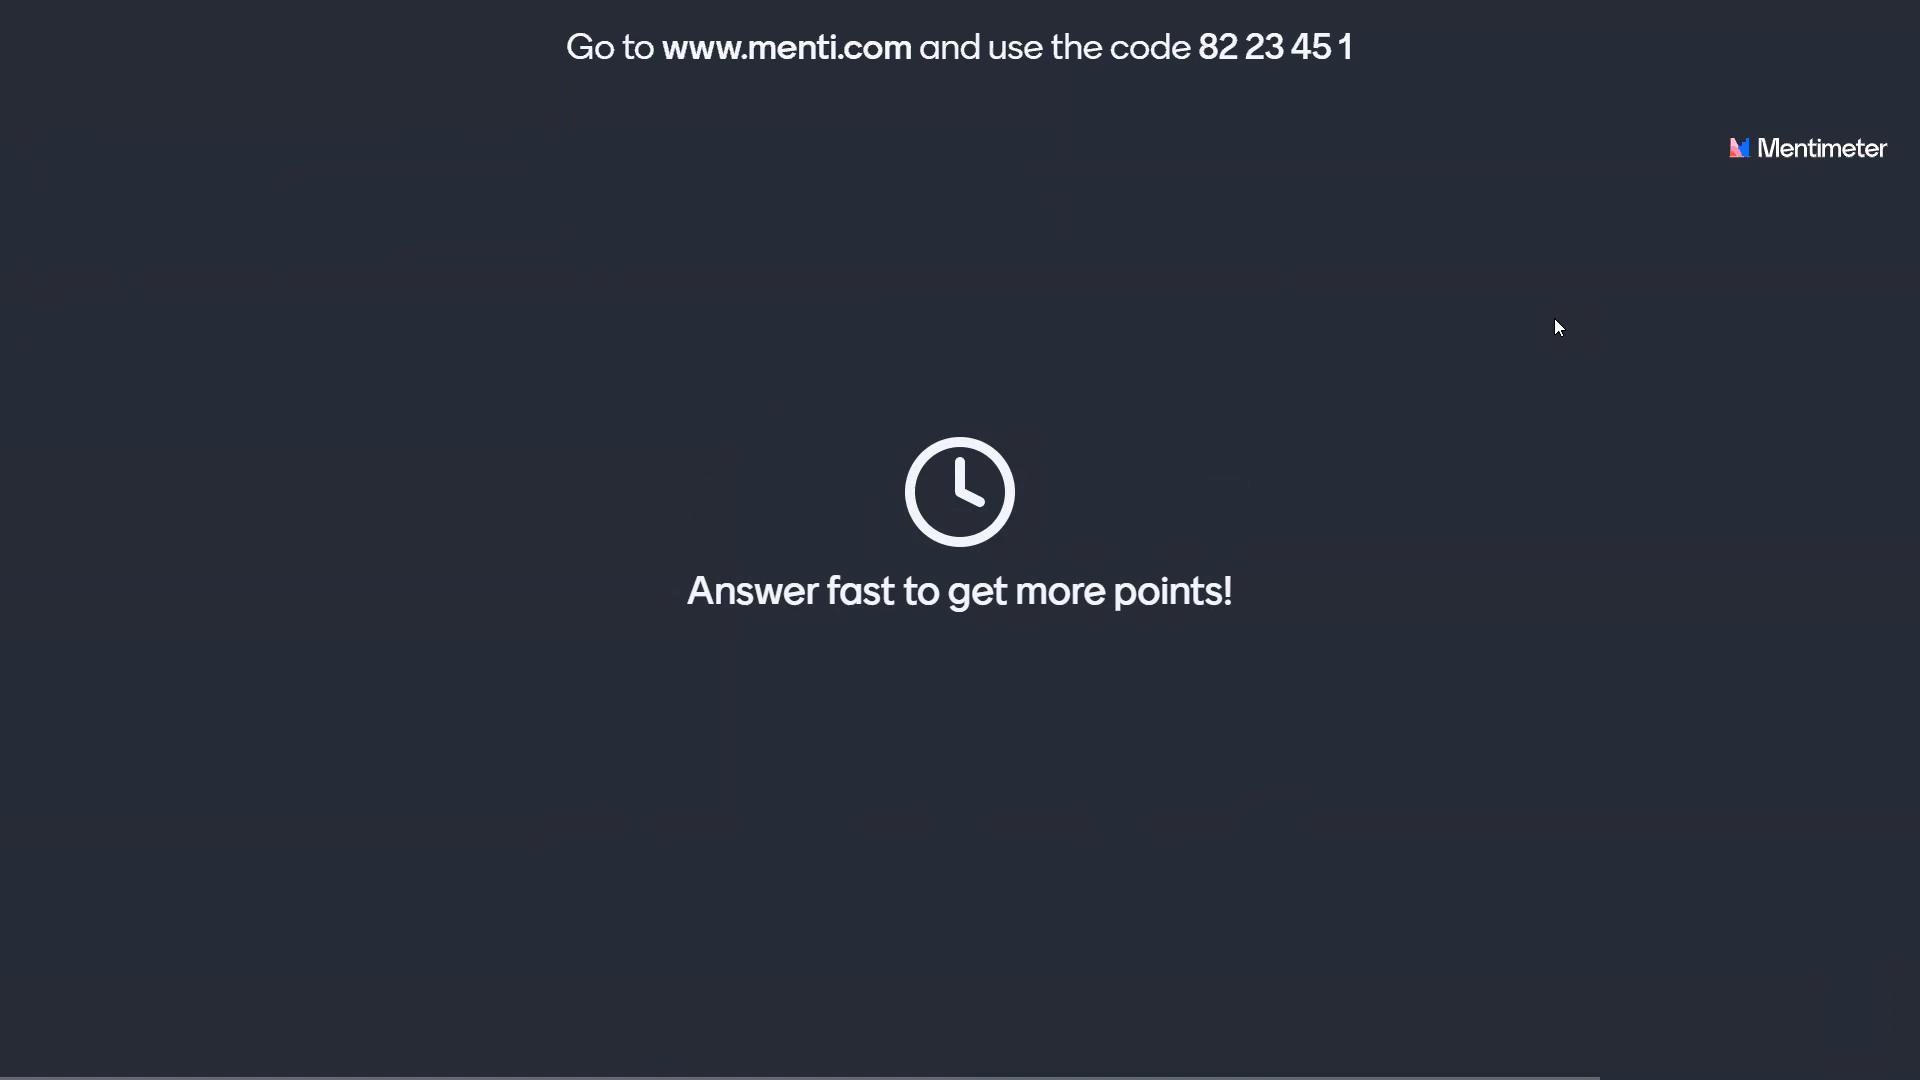 Go to www.menti.com and use the code 82 23 45 1
Mentimeter
Answer fast to get more points!